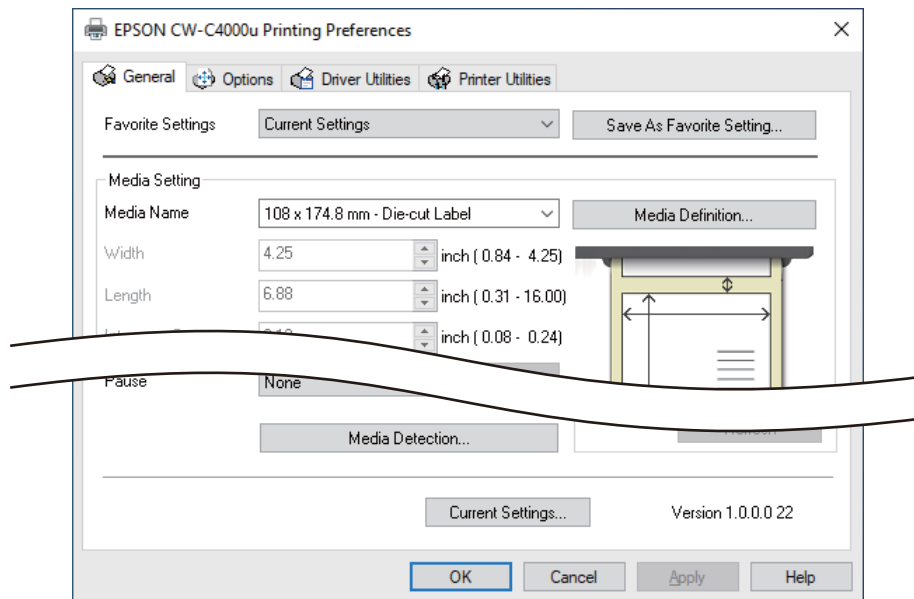 EPSON CW-C4000u Printing Preferences
General Options Driver Utilities Printer Utilities
Favorite Settings Current Settings Save As Favorite Setting...
Media Setting
Media Name 108 x 174.8 mm - Die-cut Label Media Definition...
Width 4.25 inch ( 0.84 - 4.25)
Length 6.88 inch ( 0.31 - 16.00)
inch ( 0.08 - 0.24)
Pause None
Media Detection...
Current Settings... Version 1.0.0.0 22
OK Cancel Apply Help